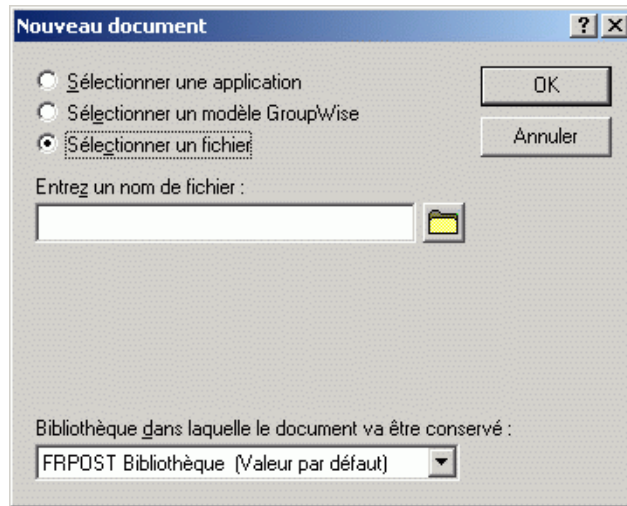 Nouveau document
Sélectionner une application
OK
Sélectionner un modèle GroupWise
Sélectionner un fichier
Annuler
Entrez un nom de fichier :
Bibliothèque dans laquelle le document va être conservé :
FRPOST Bibliothèque (Valeur par défaut)